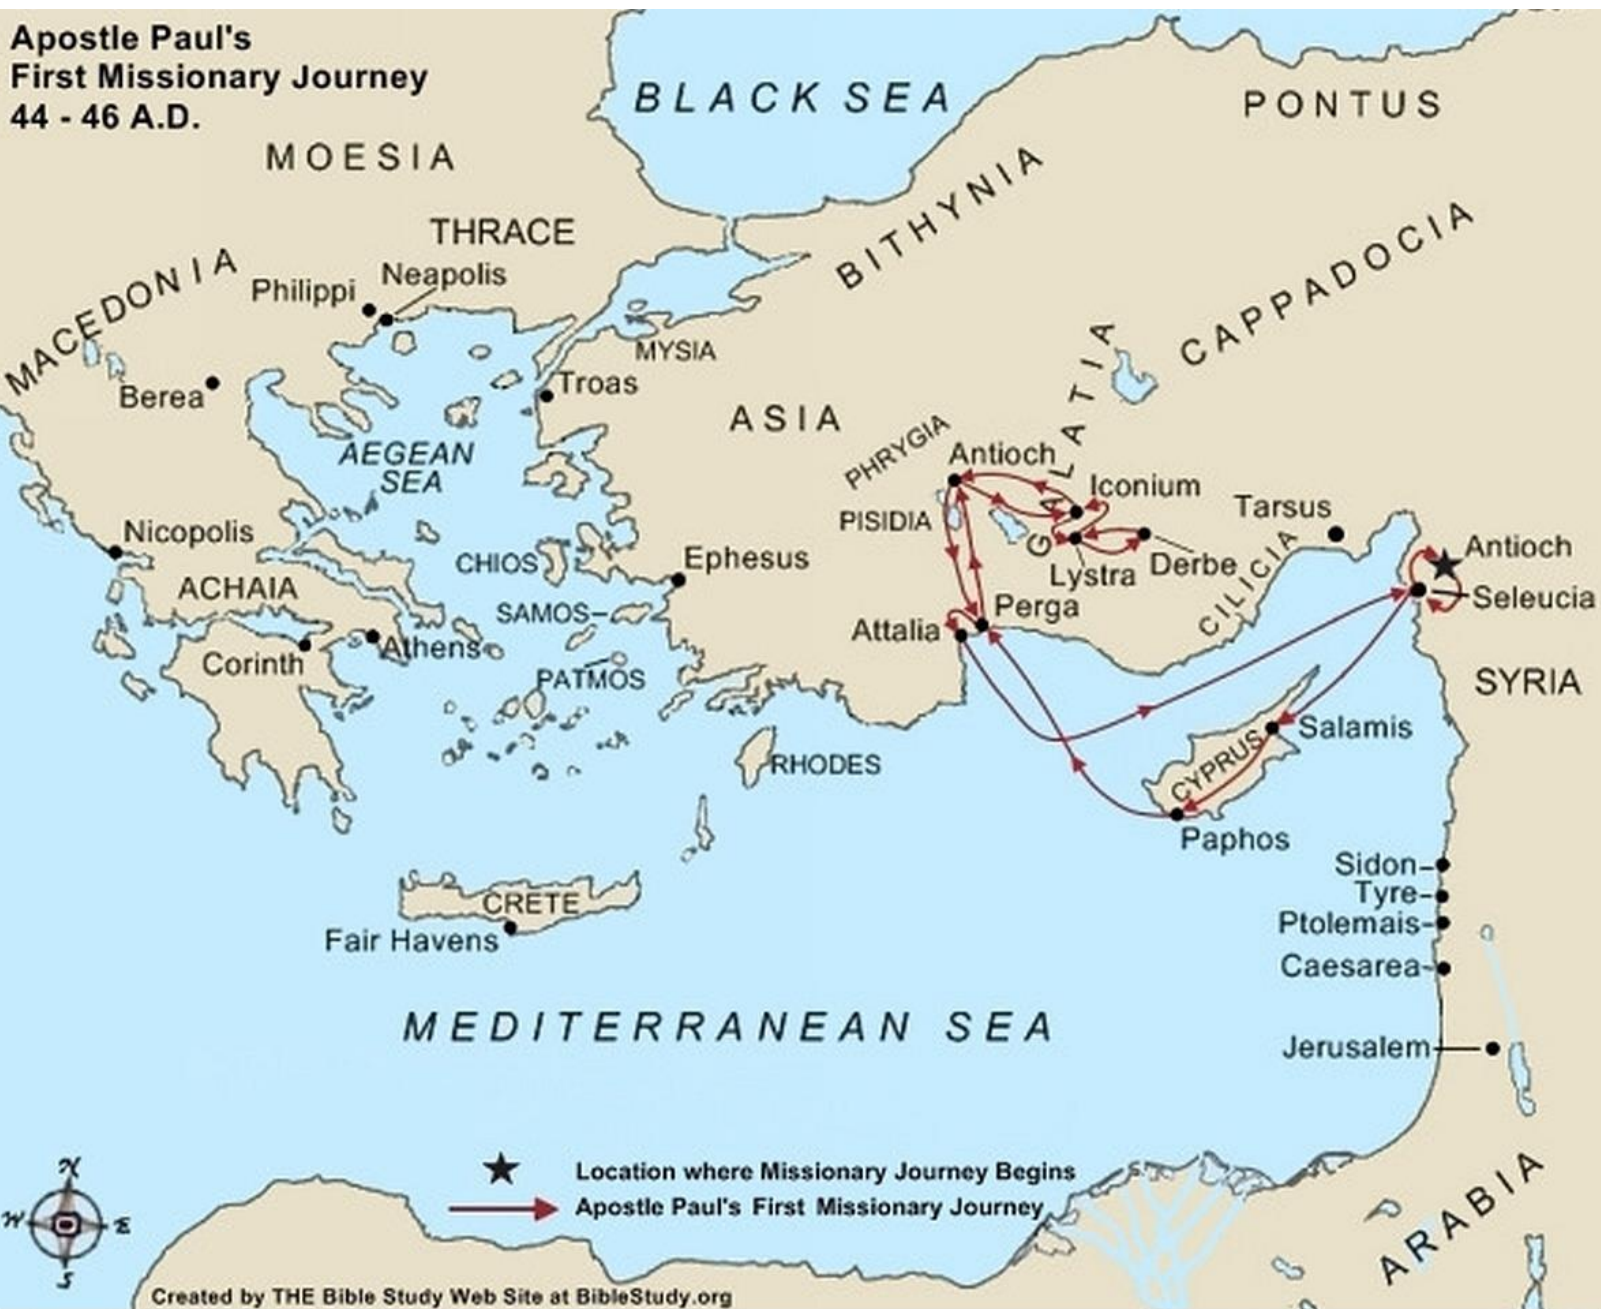 Apostle Paul's
First Missionary Journey
44 - 46 A.D.
BLACK SEA
PONTUS
MOESIA
BITHYNIA
THRACE
CAPPADOCIA
MACEDONIA
Neapolis
Philippi
MYSIA
GALATIA
Berea
Troas
ASIA
AEGEAN
SEA
PHRYGIA
Antioch
Iconium
PISIDIA
Tarsus
Nicopolis
CHIOS
Ephesus
Lystra
Derbe
CILICIA
Antioch
Seleucia
ACHAIA
SAMOS
Perga
Attalia
Athens
Corinth
PATMOS
SYRIA
Salamis
RHODES
CYPRUS
Paphos
Sidon
Tyre
Ptolemais
Caesarea
CRETE
Fair Havens
MEDITERRANEAN SEA
Jerusalem
N
W
E
S
Location where Missionary Journey Begins
Apostle Paul's First Missionary Journey
ARABIA
Created by THE Bible Study Web Site at BibleStudy.org